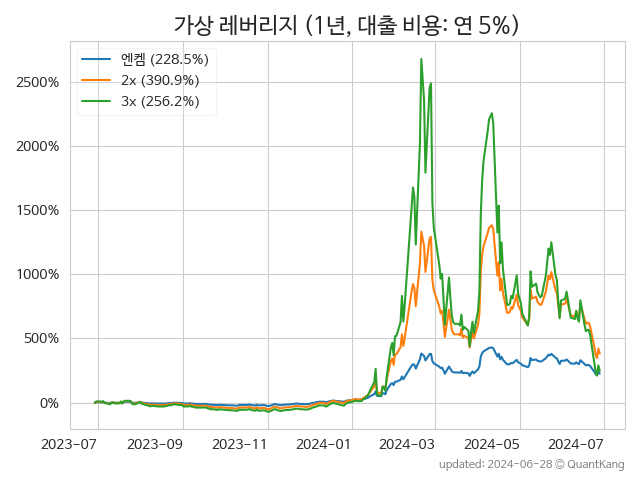 가상 레버리지 (1년, 대출 비용: 연 5%)
엔켐 (228.5%)
2x (390.9%)
3x (256.2%)
2500%
2000%
1500%
1000%
500%
0%
2023-07 2023-09 2023-11 2024-01 2024-03 2024-05 2024-07
updated: 2024-06-28 © QuantKang